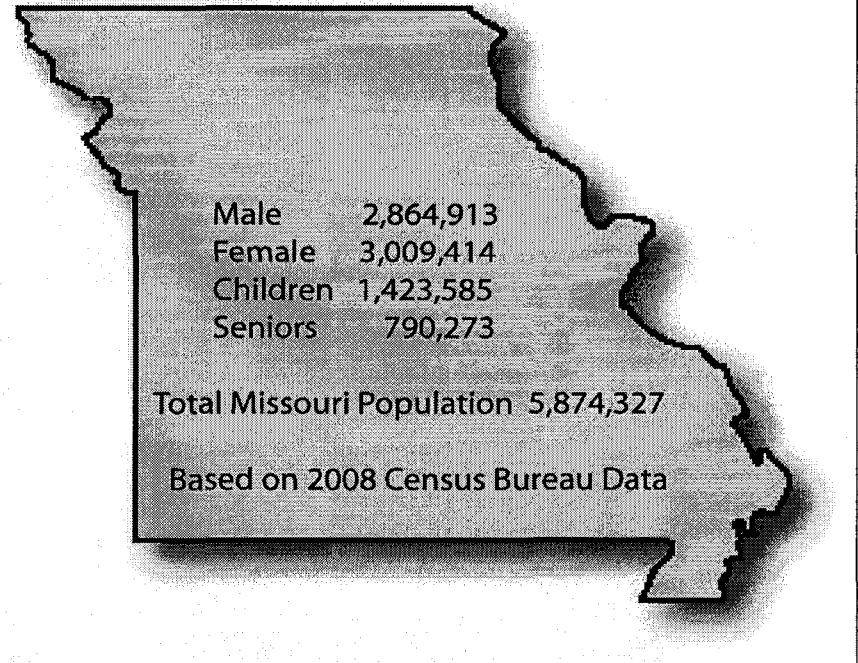 Male 2,864,913
Female 3,009,414
Children 1,423,585
Seniors 790,273
Total Missouri Population 5,874,327
Based on 2008 Census Bureau Data